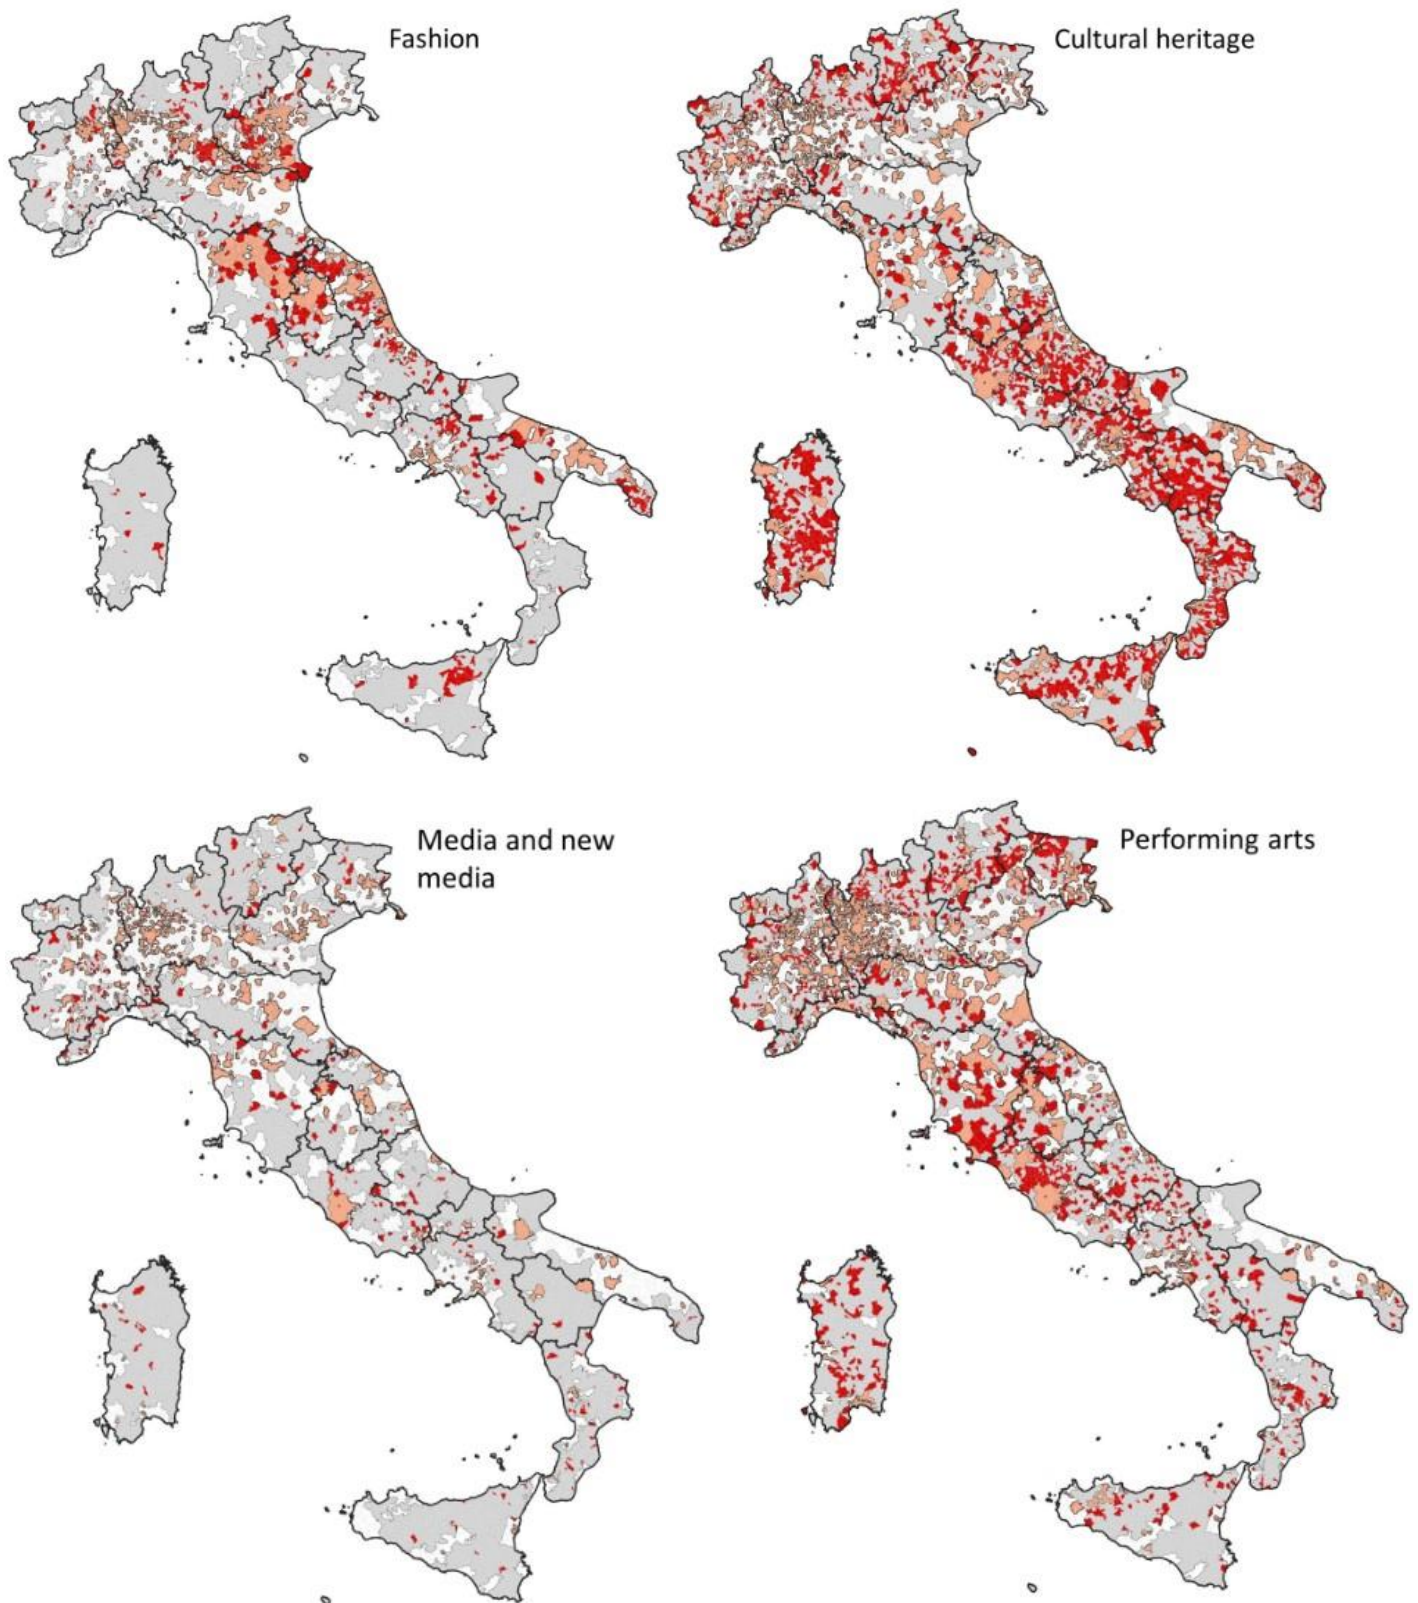 Fashion
Cultural heritage
Media and new
media
Performing arts